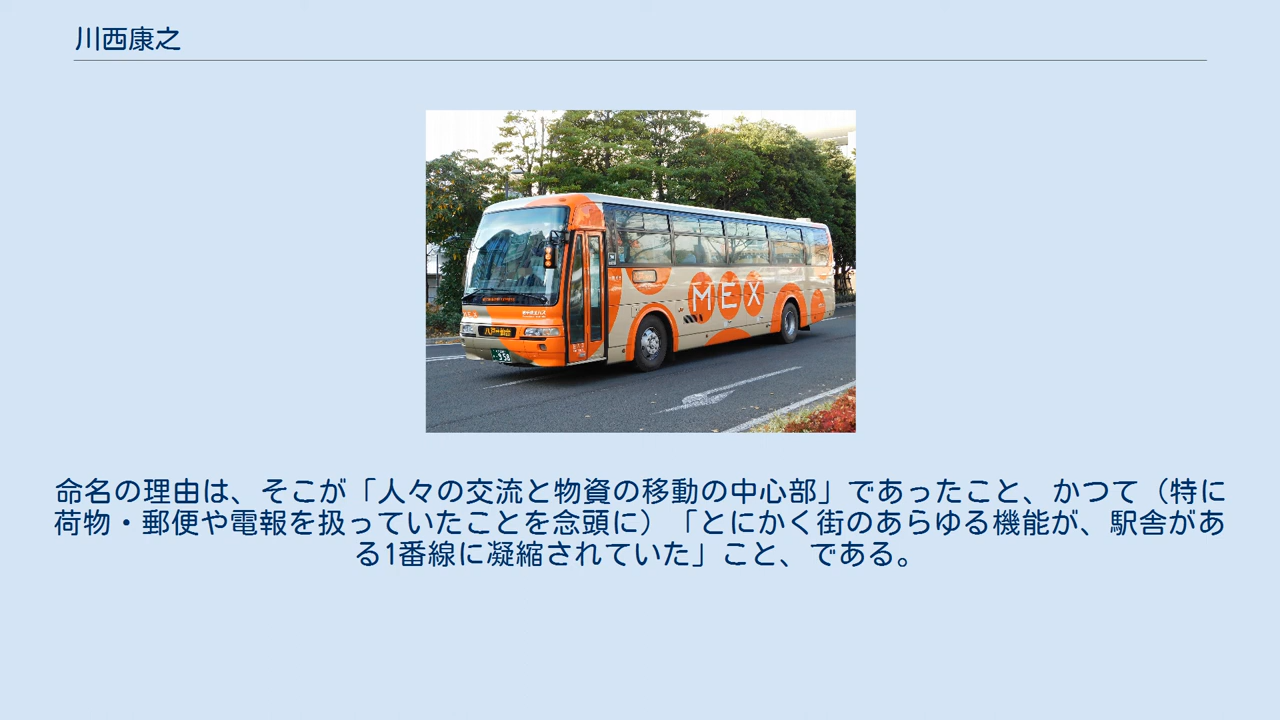 川西康之
MEX
958
命名の理由は、そこが「人々の交流と物資の移動の中心部」であったこと、かつて（特に
荷物・郵便や電報を扱っていたことを念頭に）「とにかく街のあらゆる機能が、駅舎があ
る1番線に凝縮されていた」こと、である。